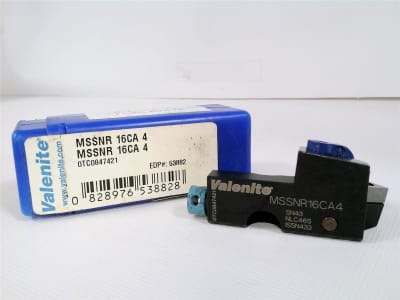 Valenite
www.valenite.com
MSSNR 16CA 4
MSSNR 16CA 4
0TC0847421
EDP#: 53882
0 828976 538828
Valenite
0TC0847421
MSSNR16CA4
SN43
NLC46S
ISSN433